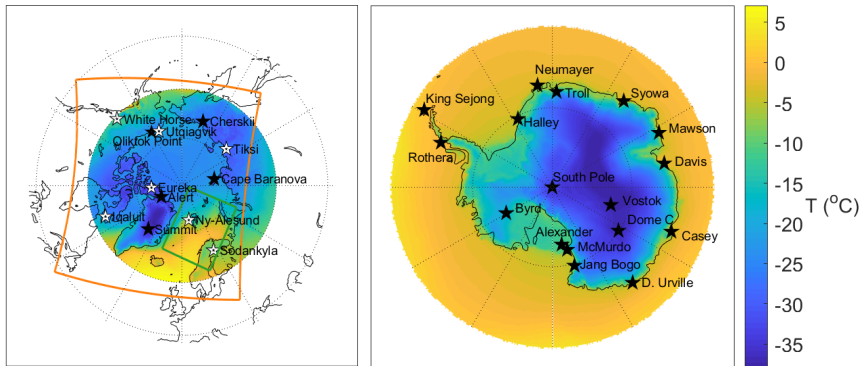 White Horse
Utqiagvik
Oliktok Point
Cherskii
Tiksi
Cape Baranova
Eureka
Alert
Iqaluit
Ny-Alesund
Summit
Sodankyla
Neumayer
Troll
Syowa
King Sejong
Halley
Mawson
Rothera
Davis
South Pole
Vostok
Byrd
Dome C
Alexander
Casey
McMurdo
Jang Bogo
D. Urville
5
0
-5
-10
-15
-20
-25
-30
-35
T (°C)